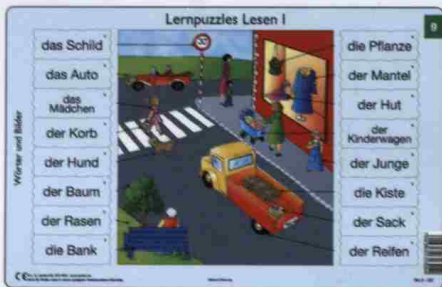 Lernpuzzles Lesen I
9
das Schild
das Auto
das
Mädchen
der Korb
der Hund
der Baum
der Rasen
die Bank
Wörter und Bilder
30
die Pflanze
der Mantel
der Hut
der
Kinderwagen
der Junge
die Kiste
der Sack
der Reifen